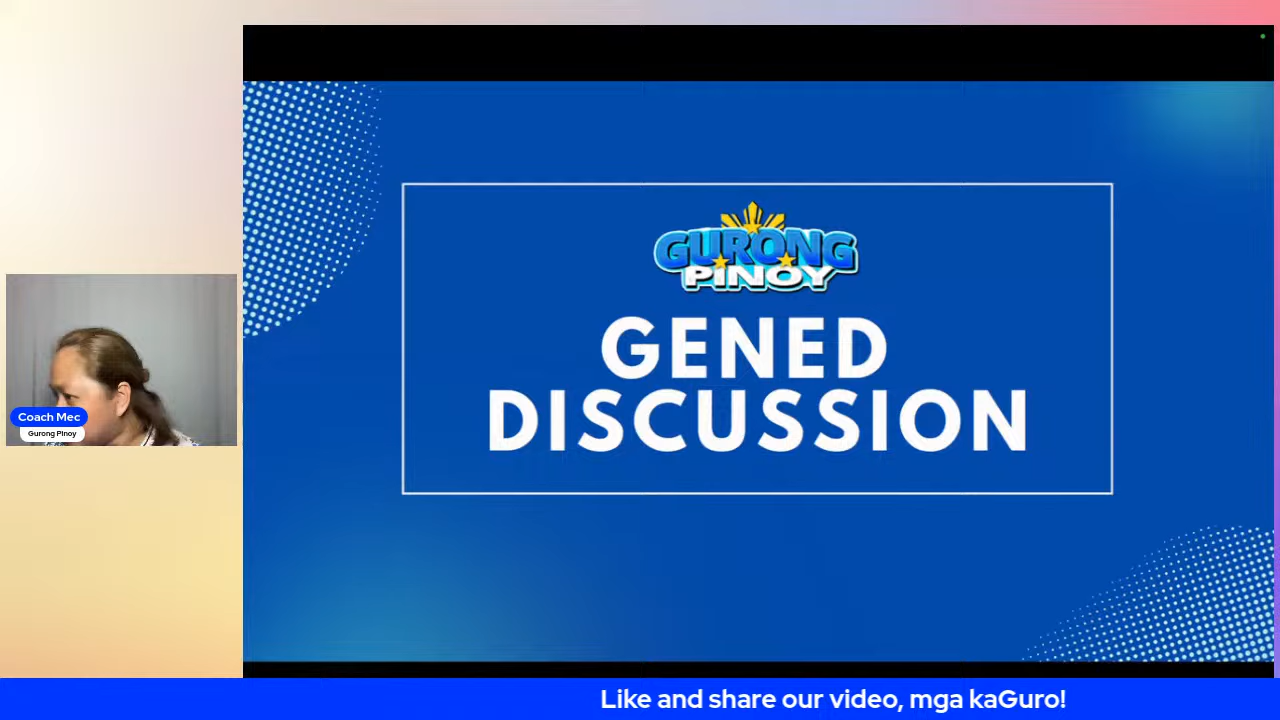 GURONG
PINOY
GENED
DISCUSSION
Coach Mec
Gurong Pinoy
Like and share our video, mga kaGuro!